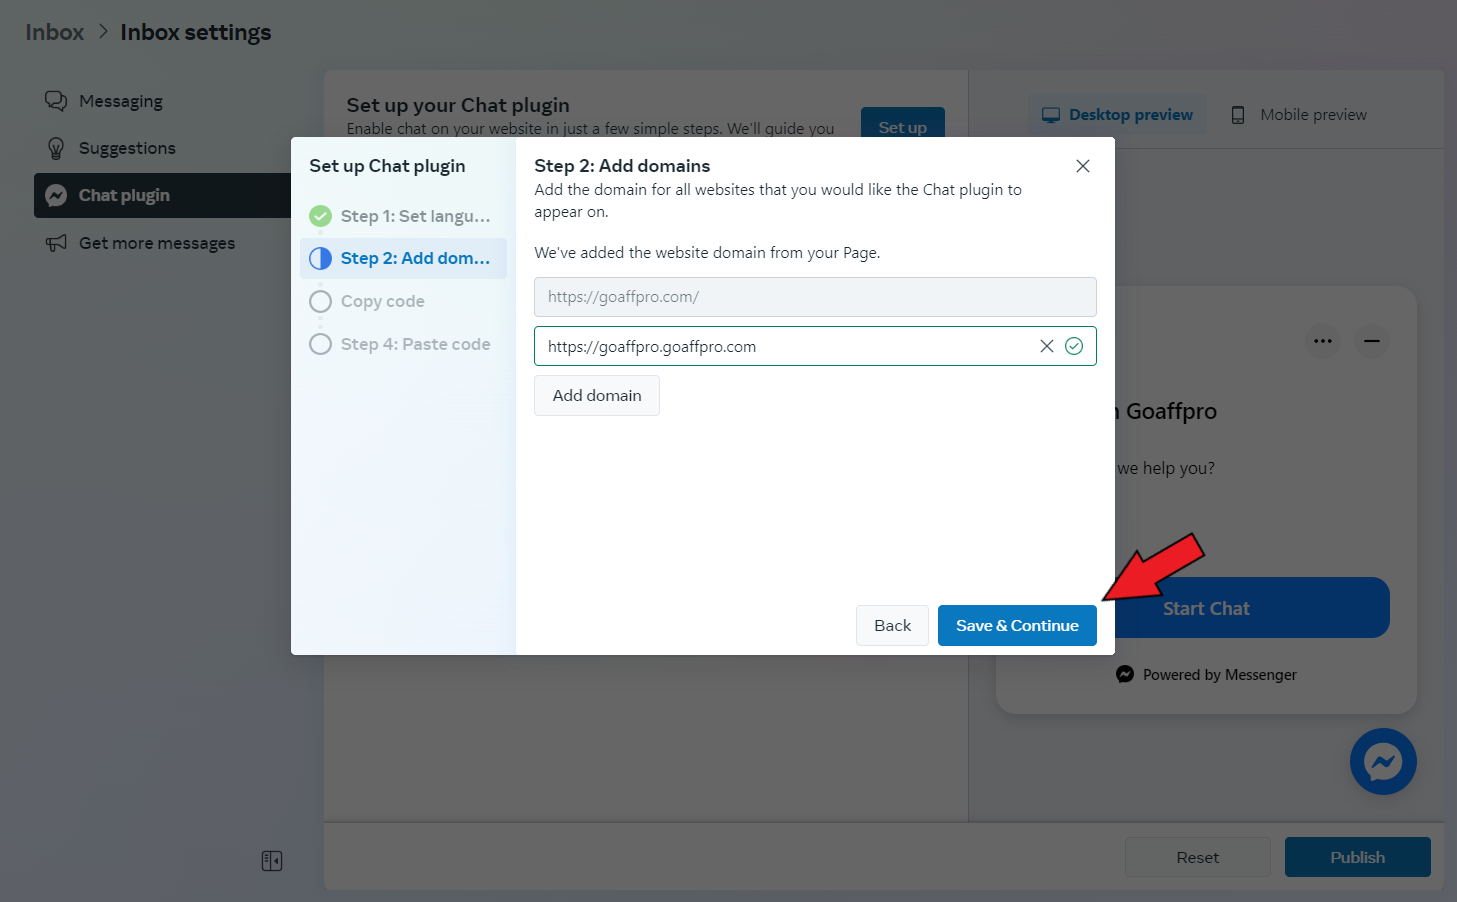 Inbox > Inbox settings
Messaging
Suggestions
Chat plugin
Get more messages
Set up your Chat plugin
Enable chat on your website in just a few simple steps. We'll guide you
Set up
Desktop preview
Mobile preview
Set up Chat plugin
Step 1: Set langu...
Step 2: Add dom...
Copy code
Step 4: Paste code
Step 2: Add domains
Add the domain for all websites that you would like the Chat plugin to
appear on.
We've added the website domain from your Page.
https://goaffpro.com/
https://goaffpro.goaffpro.com
Add domain
Back
Save & Continue
Goaffpro
we help you?
Start Chat
Powered by Messenger
Reset
Publish